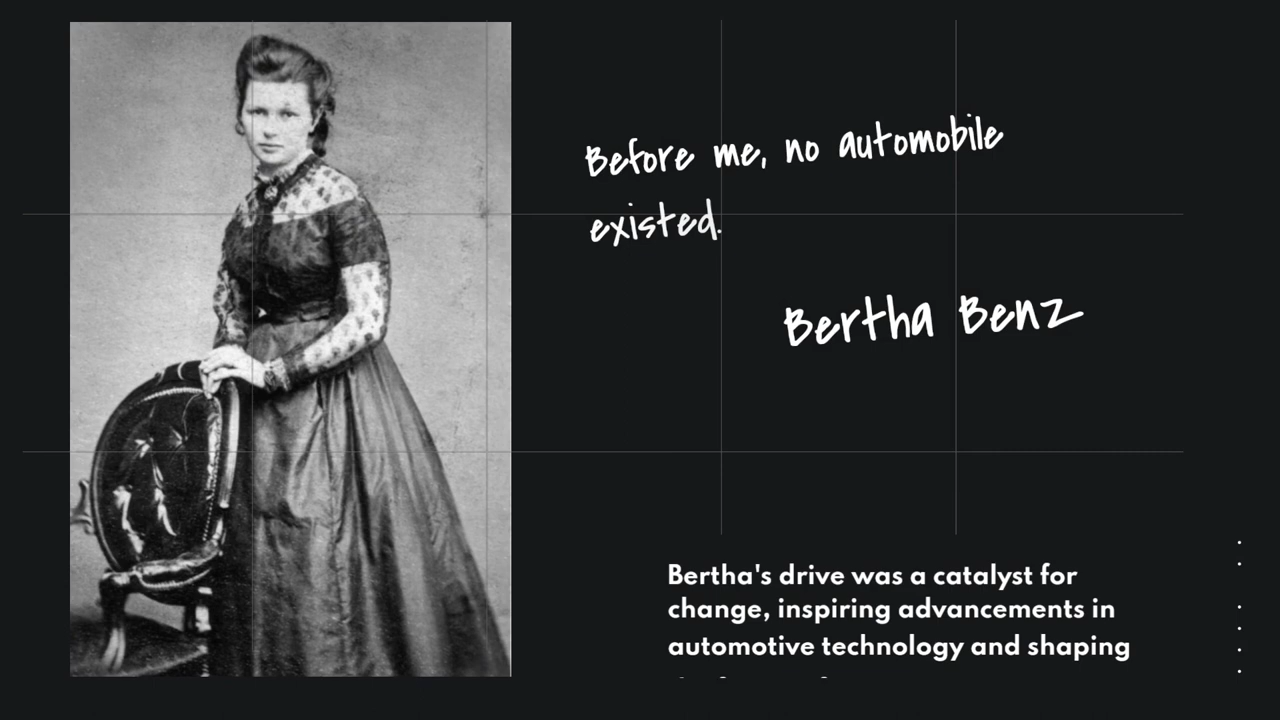 Before me, no automobile
existed.
Bertha Benz
Bertha's drive was a catalyst for
change, inspiring advancements in
automotive technology and shaping